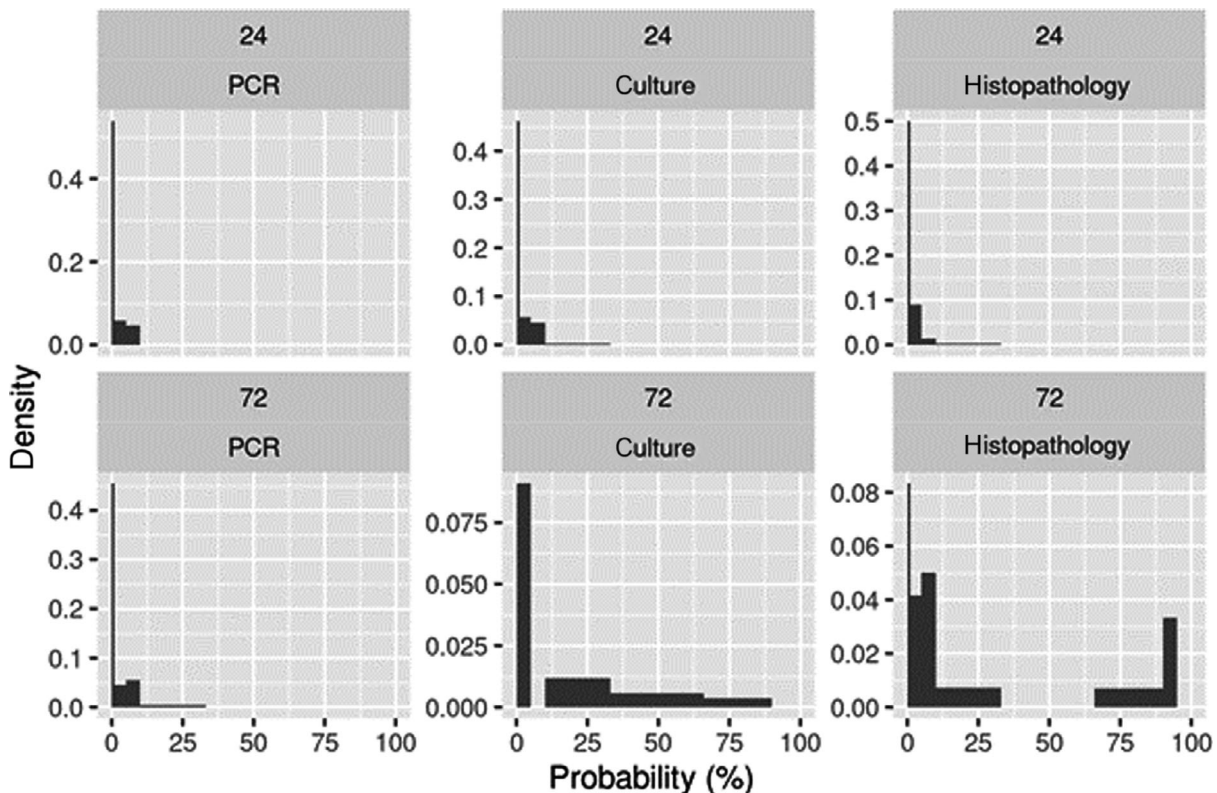 24 24 24
PCR Culture Histopathology
0.5
0.4 0.4 0.4
0.3 0.3
0.2 0.2 0.2
0.1 0.1
0.0 0.0 0.0
Density
72 72 72
PCR Culture Histopathology
0.4 0.075 0.08
0.3 0.06
0.2 0.050 0.04
0.1 0.025 0.02
0.0 0.000 0.00
0 25 50 75 100 0 25 50 75 100 0 25 50 75 100
Probability (%)